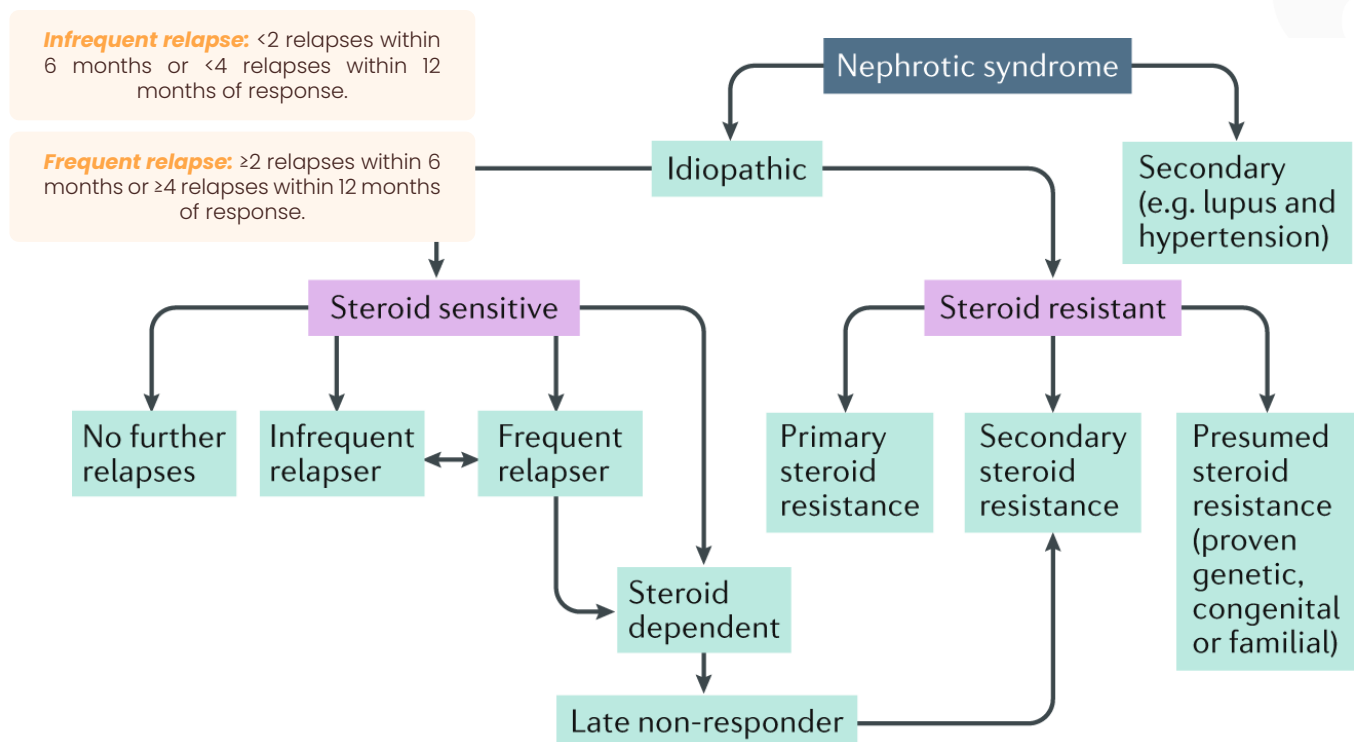 Infrequent relapse: <2 relapses within
6 months or <4 relapses within 12
months of response.
Frequent relapse: ≥2 relapses within 6
months or ≥4 relapses within 12 months
of response.
Nephrotic syndrome
Idiopathic
Secondary
(e.g. lupus and
hypertension)
Steroid sensitive
Steroid resistant
No further
relapses
Infrequent
relapser
Frequent
relapser
Primary
steroid
resistance
Secondary
steroid
resistance
Presumed
steroid
resistance
(proven
genetic,
congenital
or familial)
Steroid
dependent
Late non-responder